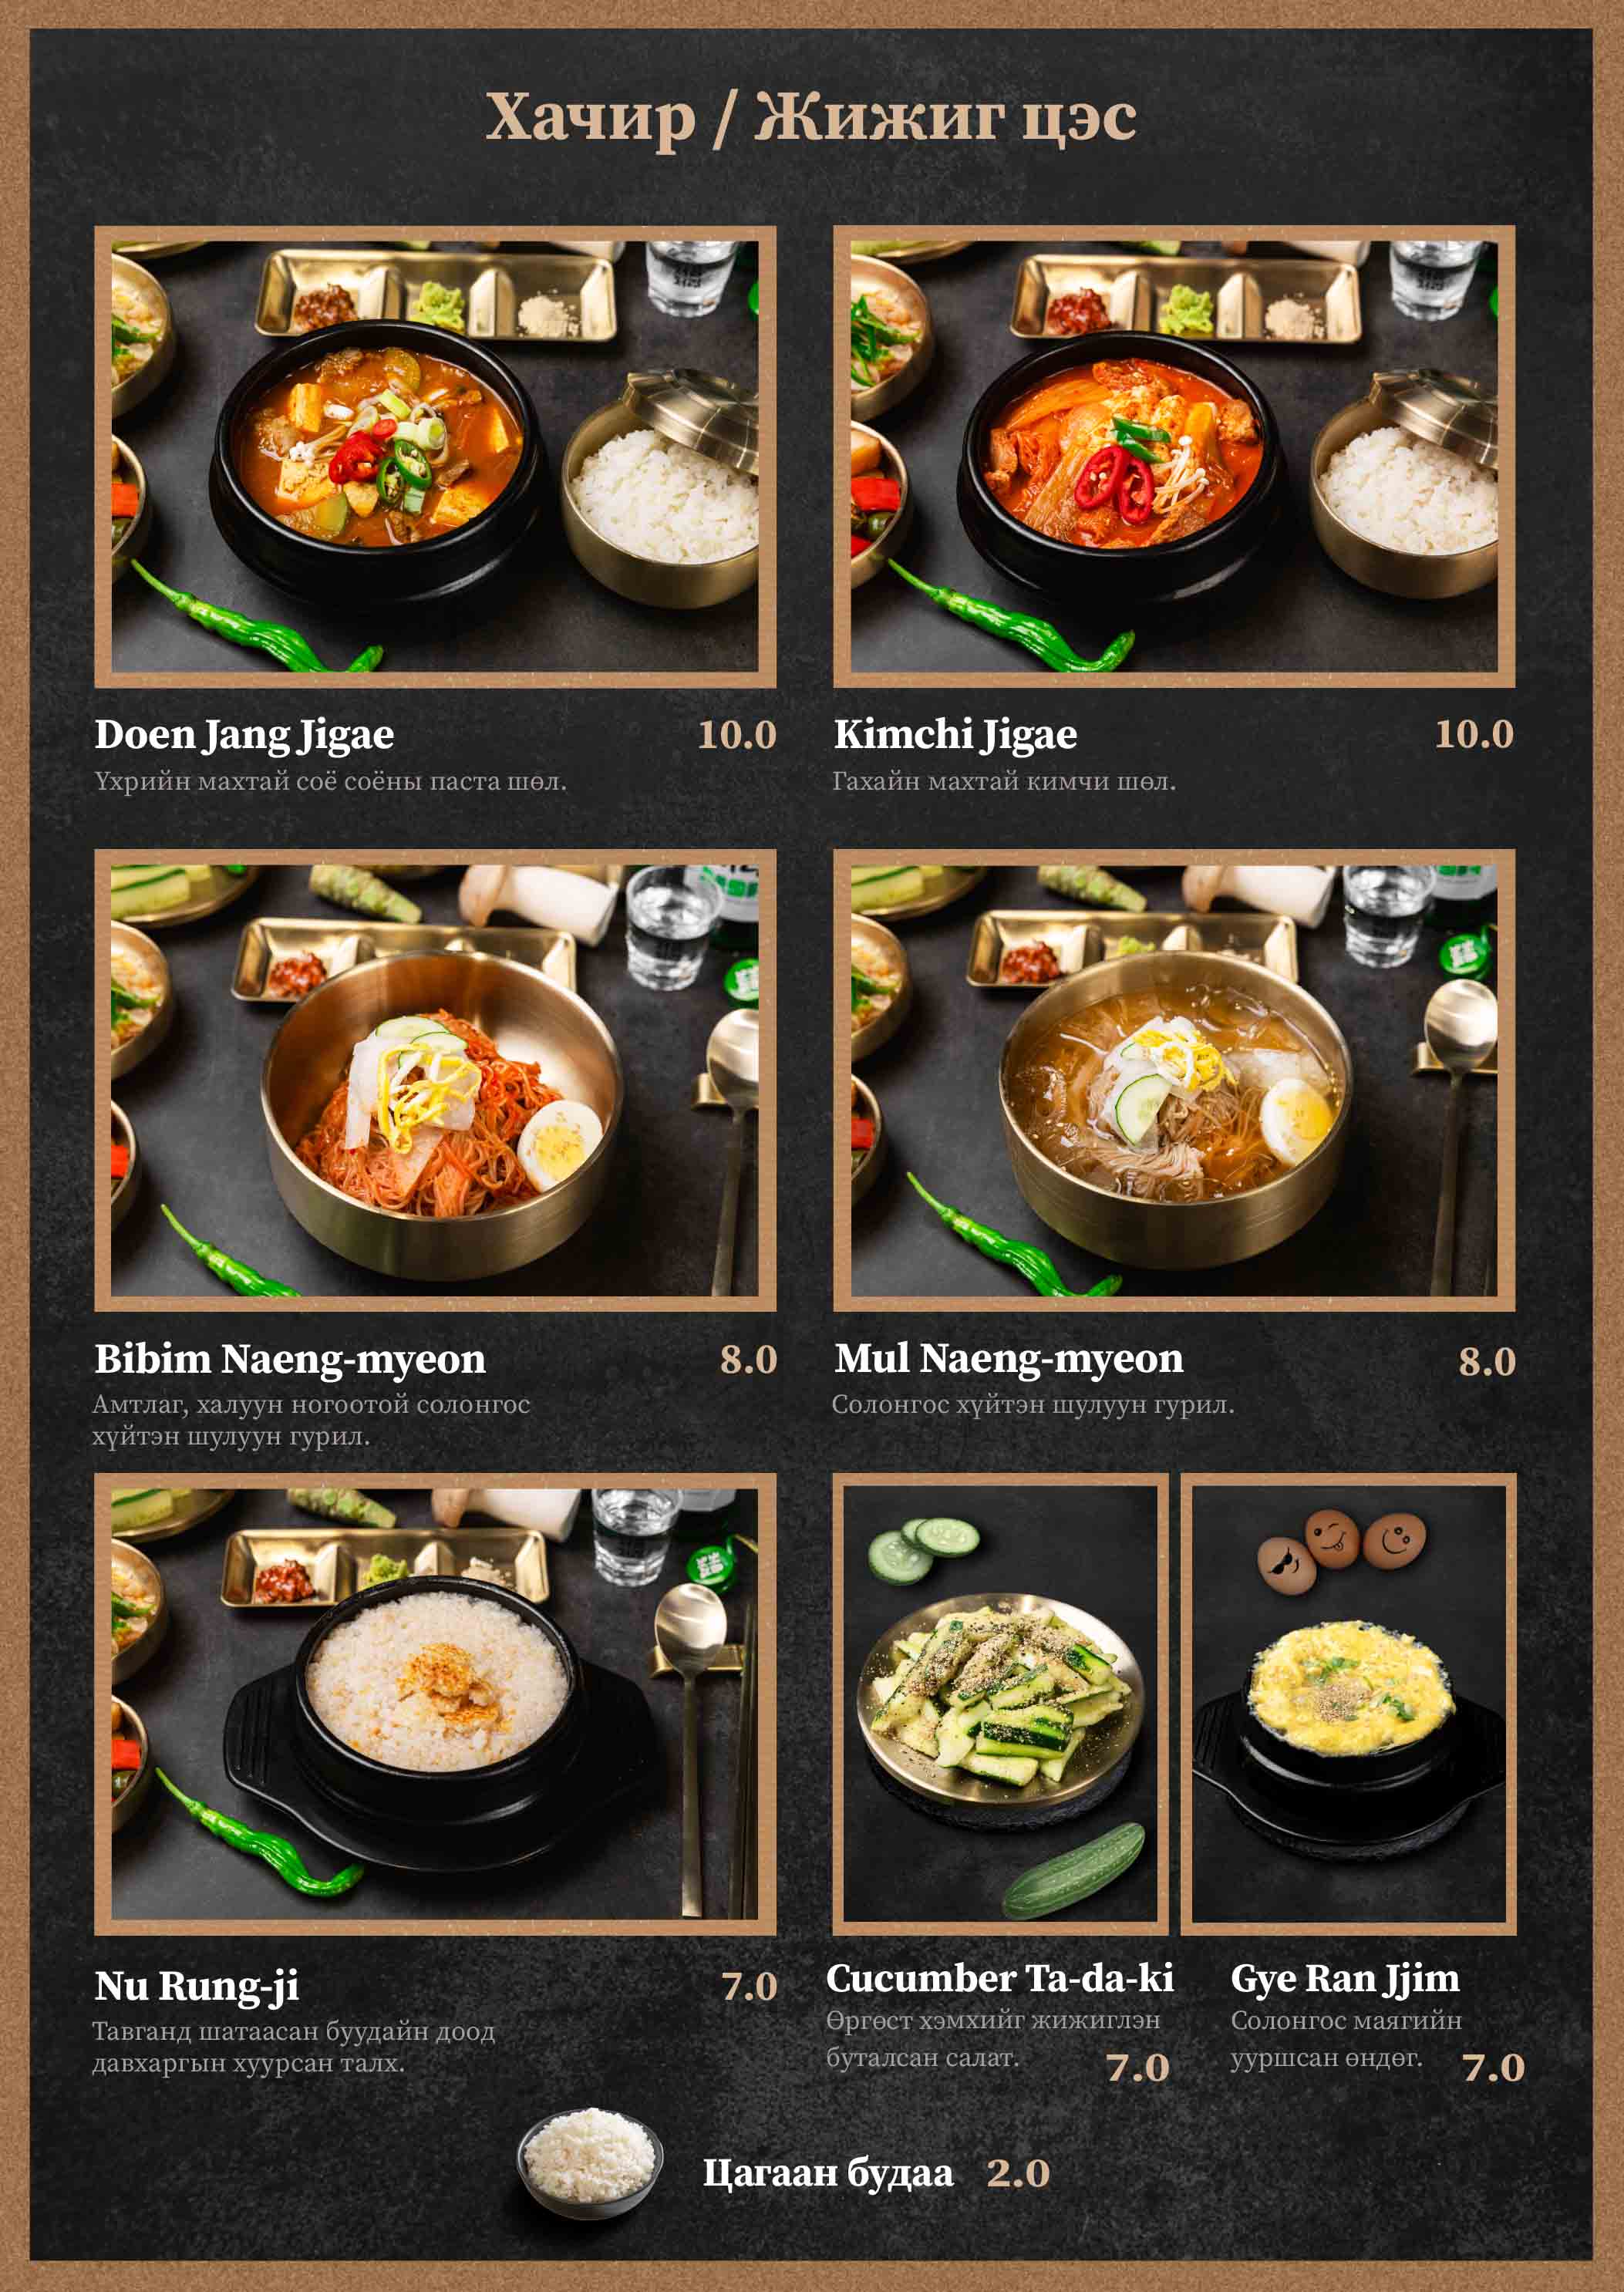 Хачир / Жижиг цэс
Doen Jang Jigae 10.0
Үхрийн махтай соё соёны паста шөл.
Kimchi Jigae 10.0
Гахайн махтай кимчи шөл.
Bibim Naeng-myeon 8.0
Амтлаг, халуун ногоотой солонгос
хүйтэн шулуун гурил.
Mul Naeng-myeon 8.0
Солонгос хүйтэн шулуун гурил.
Nu Rung-ji 7.0
Тавганд шатаасан буудайн доод
давхаргын хуурсан талх.
Cucumber Ta-da-ki
Өргөст хэмхийг жижиглэн
буталсан салат. 7.0
Gye Ran Jjim
Солонгос маягийн
ууршсан өндөг. 7.0
Цагаан будаа 2.0